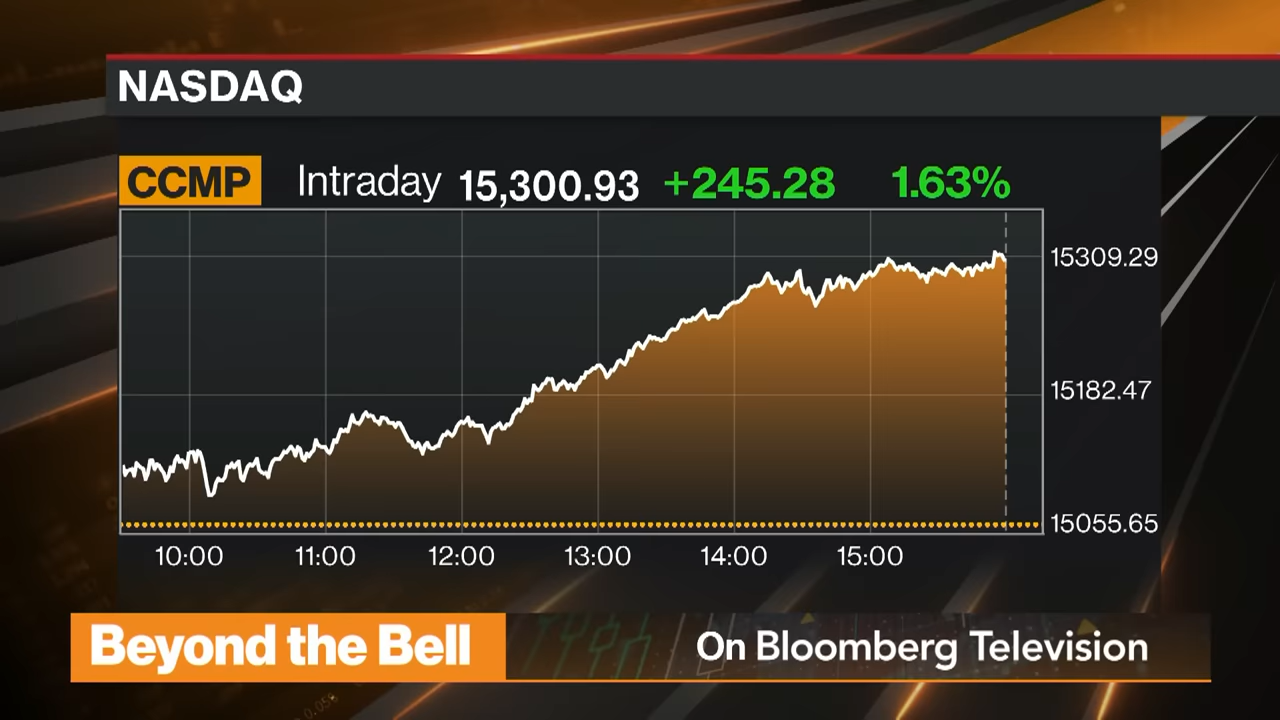 NASDAQ
CCMP Intraday 15,300.93 +245.28 1.63%
15309.29
15182.47
15055.65
10:00 11:00 12:00 13:00 14:00 15:00
Beyond the Bell On Bloomberg Television